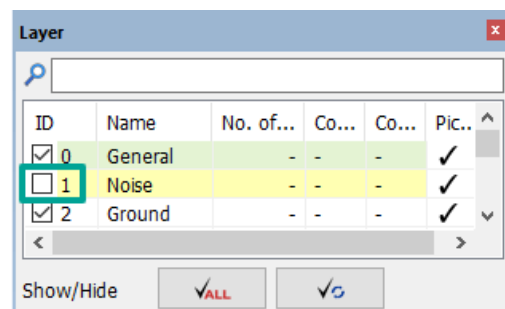 Layer
x
ID Name No. of... Co... Co... Pic..
0 General - - -
1 Noise - - -
2 Ground - - -
Show/Hide ALL